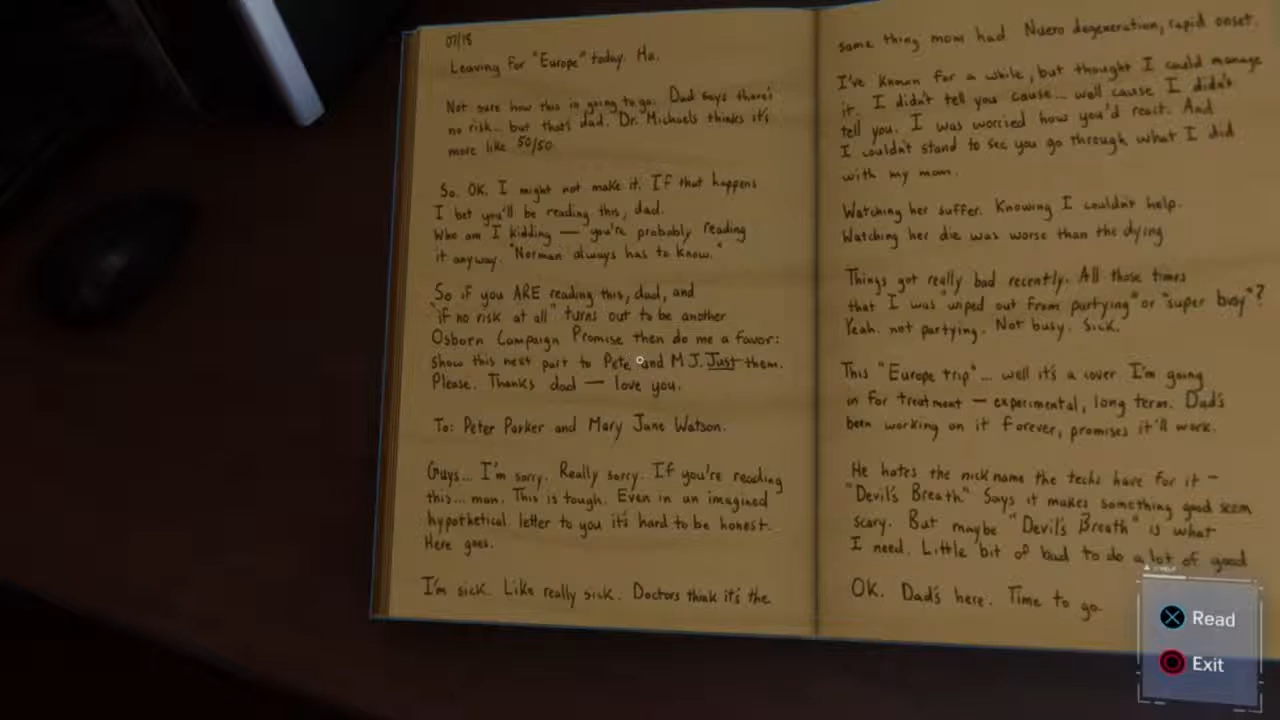 07/18
Leaving for "Europe" today. Ha.
Not sure how this is going to go. Dad says there's
no risk... but thats dad. Dr. Michaels thinks it's
more like 50/50
So. OK. I might not make it. If that happens
I bet you'll be reading this, dad.
Who am I kidding — you're probably reading
it anyway. "Norman always has to know."
So if you ARE reading this, dad, and
"if no risk at all" turns out to be another
Osborn Campaign Promise then do me a favor:
show this next part to Pete and MJ. Just them.
Please. Thanks dad — love you.
To: Peter Parker and Mary Jane Watson.
Guys... I'm sorry. Really sorry. If you're reading
this... man. This is tough. Even in an imagined
hypothetical letter to you it's hard to be honest.
Here goes.
I'm sick. Like really sick. Doctors think it's the
same thing mom had Nuero degeneration, rapid onset.
I've known for a while, but thought I could manage
it. I didn't tell you cause... well cause I didn't
tell you. I was worried how you'd react. And
I couldn't stand to see you go through what I did
with my mom.
Watching her suffer. Knowing I couldn't help.
Watching her die was worse than the dying
Things got really bad recently. All those times
that I was "wiped out from partying" or "super busy"?
Yeah. not partying. Not busy. Sick.
This "Europe trip"... well it's a cover. I'm going
in for treatment — experimental, long term. Dad's
been working on it forever, promises it'll work.
He hates the nickname the techs have for it -
"Devil's Breath." Says it makes something good seem
scary. But maybe "Devil's Breath" is what
I need. Little bit of bad to do a lot of good
OK. Dad's here. Time to go.
Read
Exit